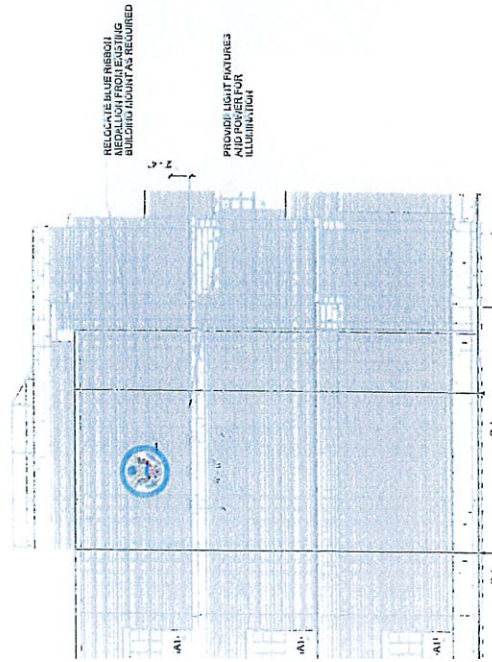 RELOCATE BLUE RIBBON
MEDALLION FROM EXISTING
BUILDING MOUNT AS REQUIRED
PROVIDE LIGHT FIXTURES
AND POWER FOR
ILLUMINATION
A1
A1
A1